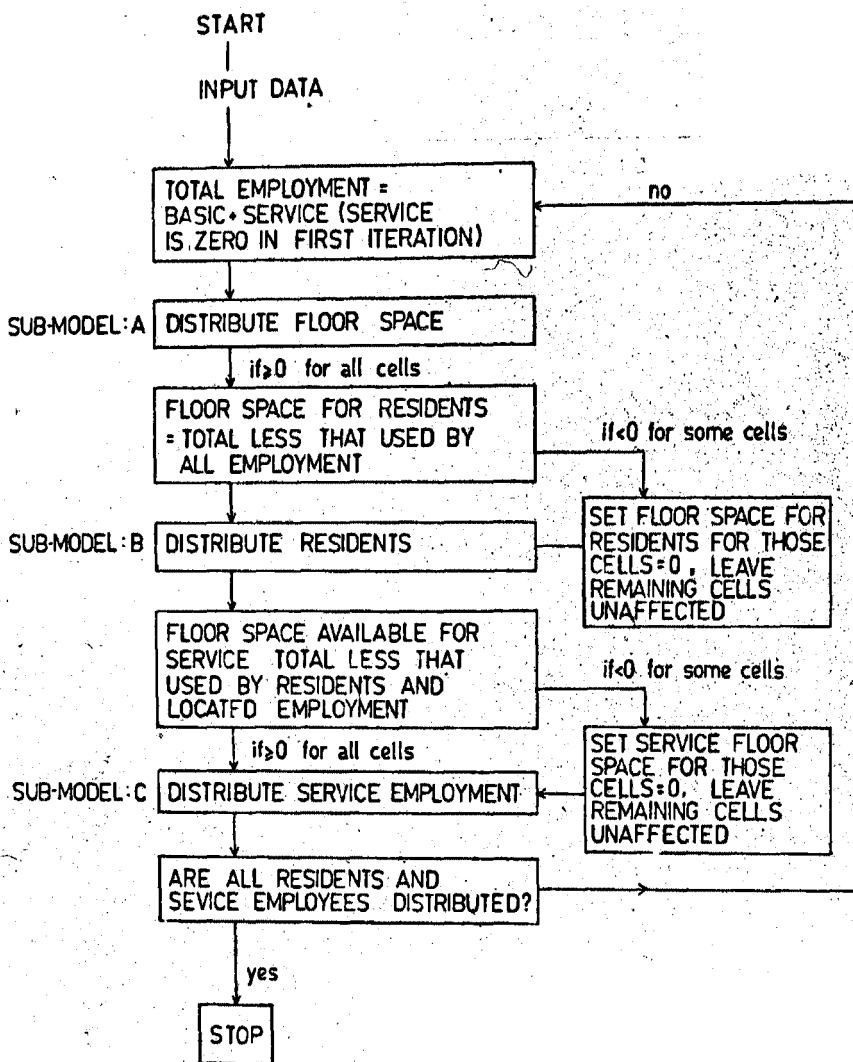 START
INPUT DATA
TOTAL EMPLOYMENT =
BASIC+SERVICE (SERVICE
IS ZERO IN FIRST ITERATION)
no
SUB-MODEL:A
DISTRIBUTE FLOOR SPACE
if≥0 for all cells
FLOOR SPACE FOR RESIDENTS
= TOTAL LESS THAT USED BY
ALL EMPLOYMENT
if<0 for some cells
SET FLOOR SPACE FOR
RESIDENTS FOR THOSE
CELLS=0, LEAVE
REMAINING CELLS
UNAFFECTED
SUB-MODEL:B
DISTRIBUTE RESIDENTS
FLOOR SPACE AVAILABLE FOR
SERVICE TOTAL LESS THAT
USED BY RESIDENTS AND
LOCATED EMPLOYMENT
if<0 for some cells
if≥0 for all cells
SET SERVICE FLOOR
SPACE FOR THOSE
CELLS=0, LEAVE
REMAINING CELLS
UNAFFECTED
SUB-MODEL:C
DISTRIBUTE SERVICE EMPLOYMENT
ARE ALL RESIDENTS AND
SEVICE EMPLOYEES DISTRIBUTED?
yes
STOP